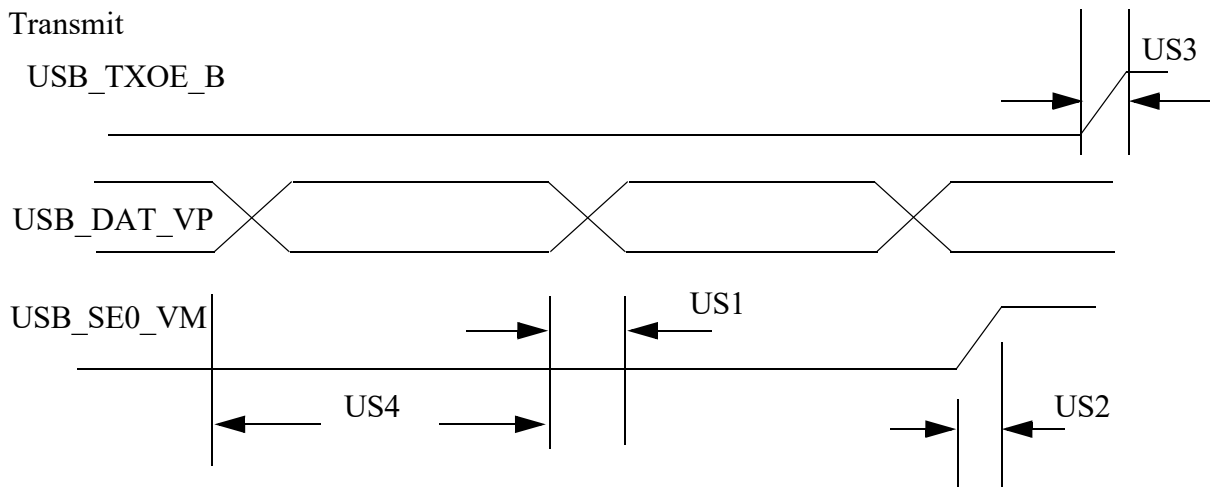 Transmit
US3
USB_TXOE_B
USB_DAT_VP
US1
USB_SE0_VM
US4
US2